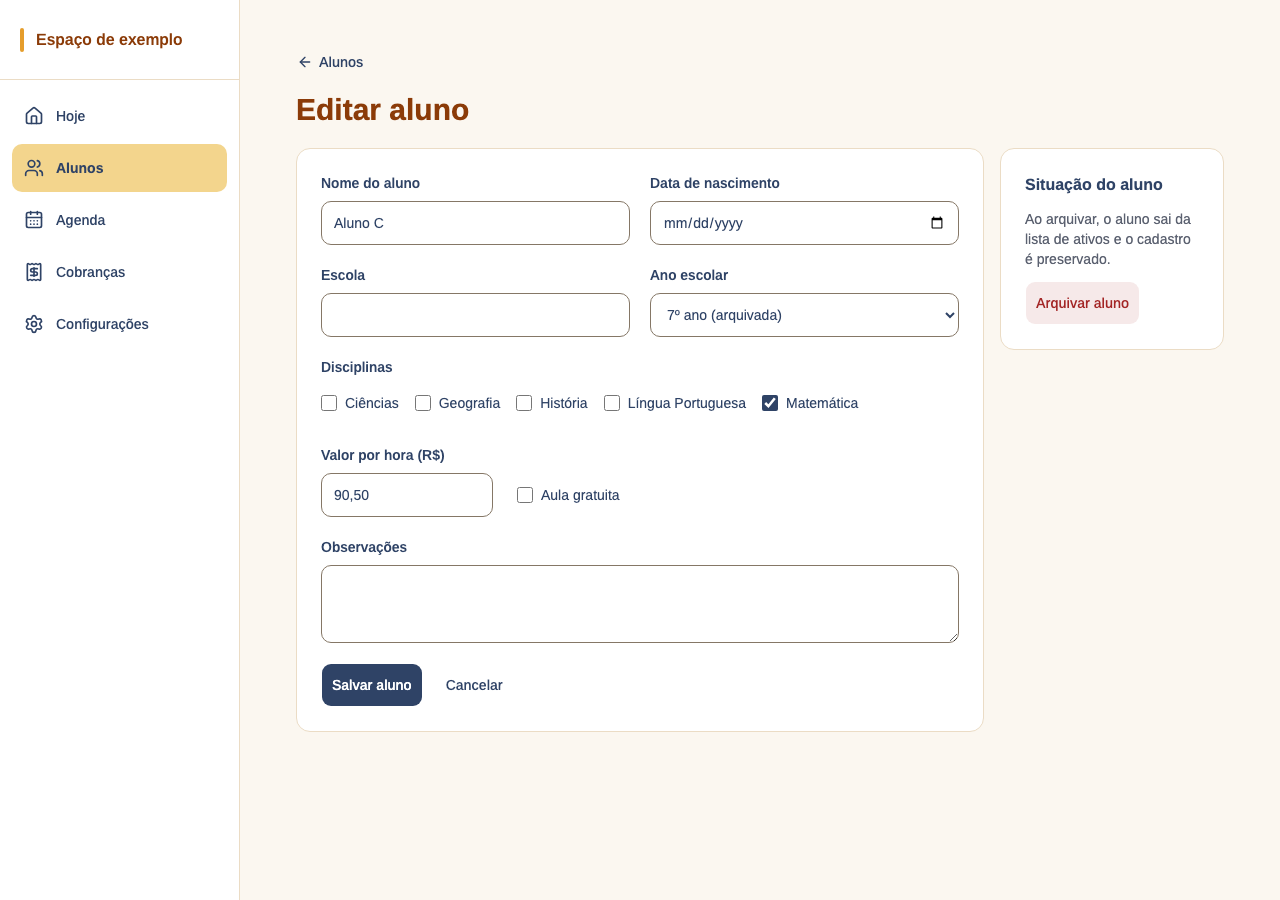 Espaço de exemplo
Hoje
Alunos
Agenda
Cobranças
Configurações
Alunos
Editar aluno
Nome do aluno
Aluno C
Data de nascimento
mm/dd/yyyy
Escola
Ano escolar
7º ano (arquivada)
Disciplinas
Ciências
Geografia
História
Língua Portuguesa
Matemática
Valor por hora (R$)
90,50
Aula gratuita
Observações
Salvar aluno
Cancelar
Situação do aluno
Ao arquivar, o aluno sai da
lista de ativos e o cadastro
é preservado.
Arquivar aluno